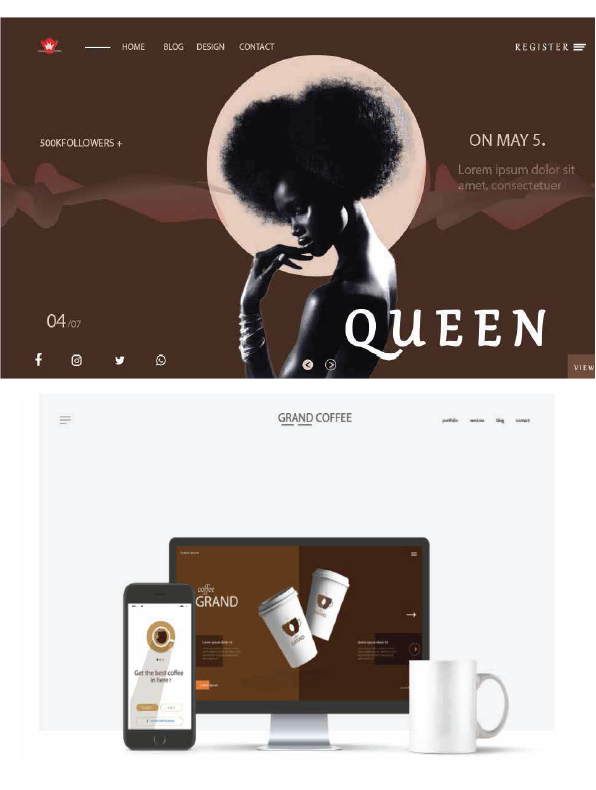 HOME BLOG DESIGN CONTACT REGISTER
500KFOLLOWERS +
ON MAY 5.
Lorem ipsum dolor sit
amet, consectetuer
QUEEN
04/07
VIEW
GRAND COFFEE
portfolio services blog contact
coffee
GRAND
Get the best coffee
in here !